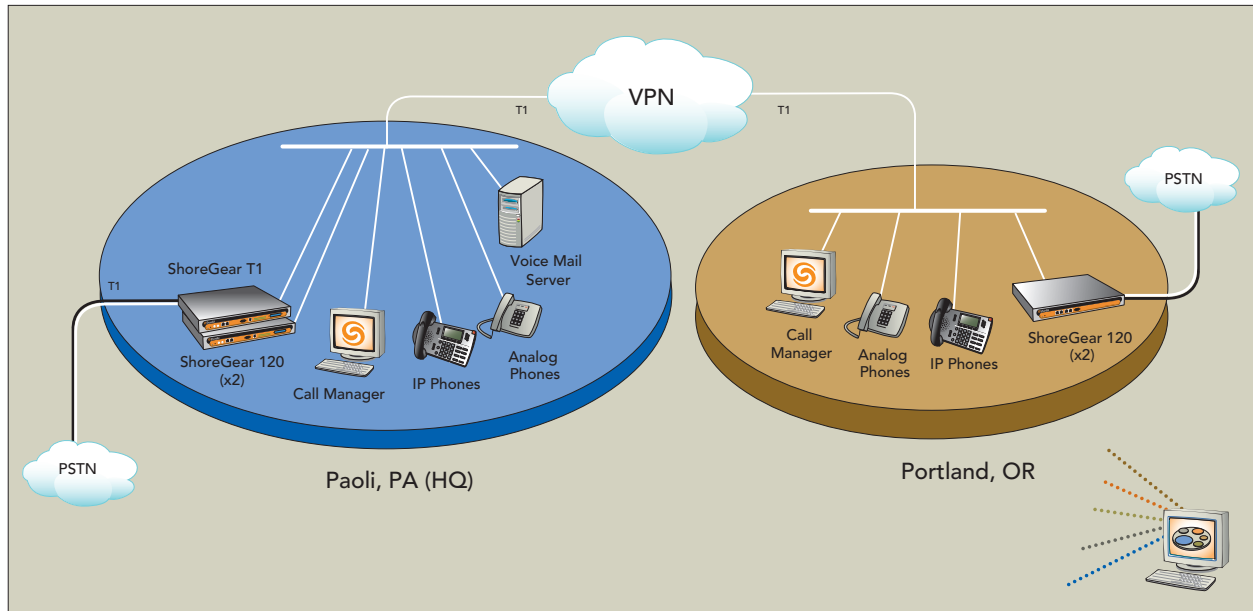 VPN
T1
T1
PSTN
Voice Mail
Server
ShoreGear T1
T1
ShoreGear 120
(x2)
Call Manager
IP Phones
Analog
Phones
Call
Manager
Analog
Phones
IP Phones
ShoreGear 120
(x2)
PSTN
Paoli, PA (HQ)
Portland, OR